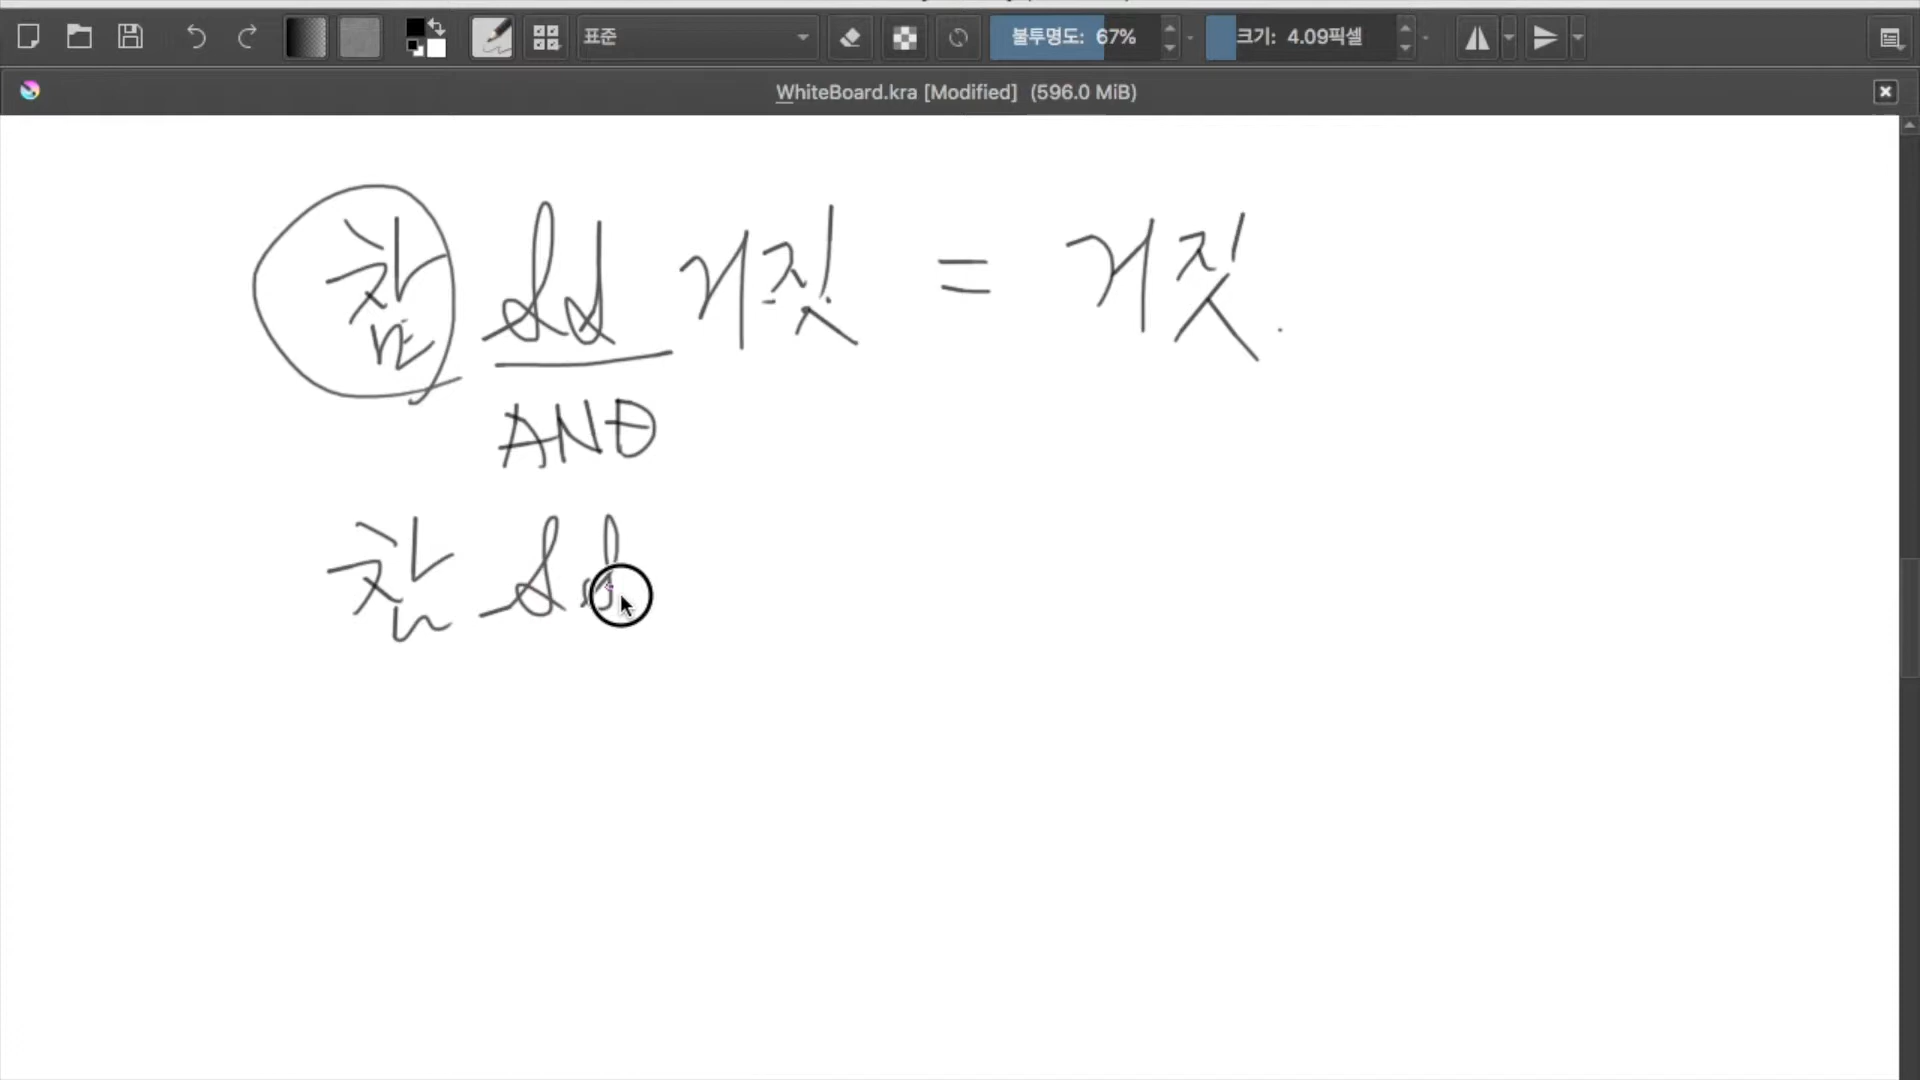 표준 불투명도: 67% 크기: 4.09픽셀
WhiteBoard.kra [Modified] (596.0 MiB)
참 && 거짓 = 거짓.
AND
참 &&